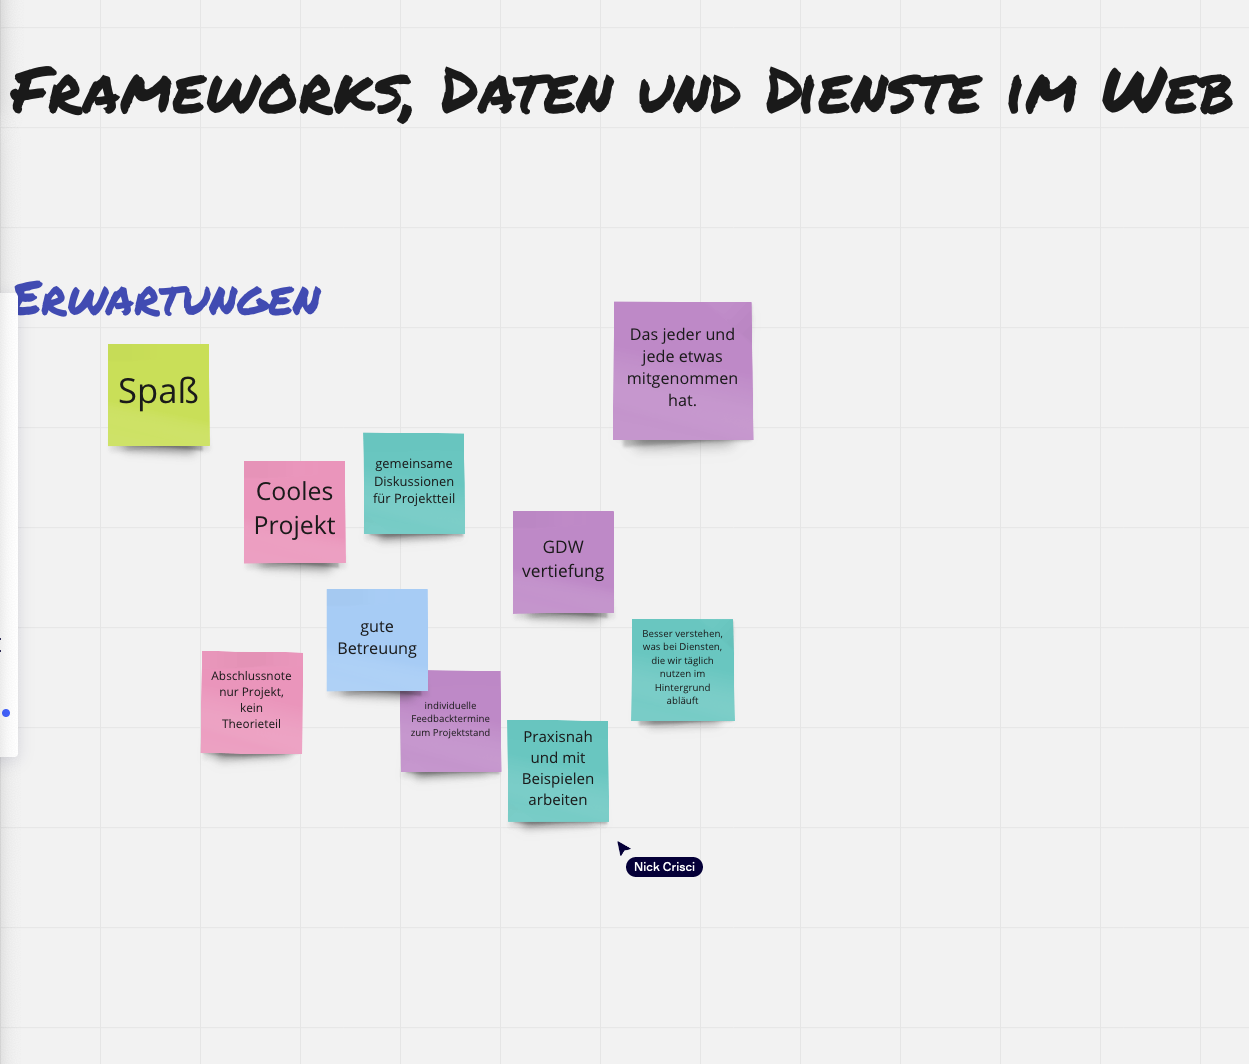 Frameworks, Daten und Dienste im Web
Erwartungen
Spaß
Das jeder und
jede etwas
mitgenommen
hat.
Cooles
Projekt
gemeinsame
Diskussionen
für Projektteil
GDW
vertiefung
gute
Betreuung
Besser verstehen,
was bei Diensten,
die wir täglich
nutzen im
Hintergrund
abläuft
Abschlussnote
nur Projekt,
kein
Theorieteil
individuelle
Feedbacktermine
zum Projektstand
Praxisnah
und mit
Beispielen
arbeiten
Nick Crisci